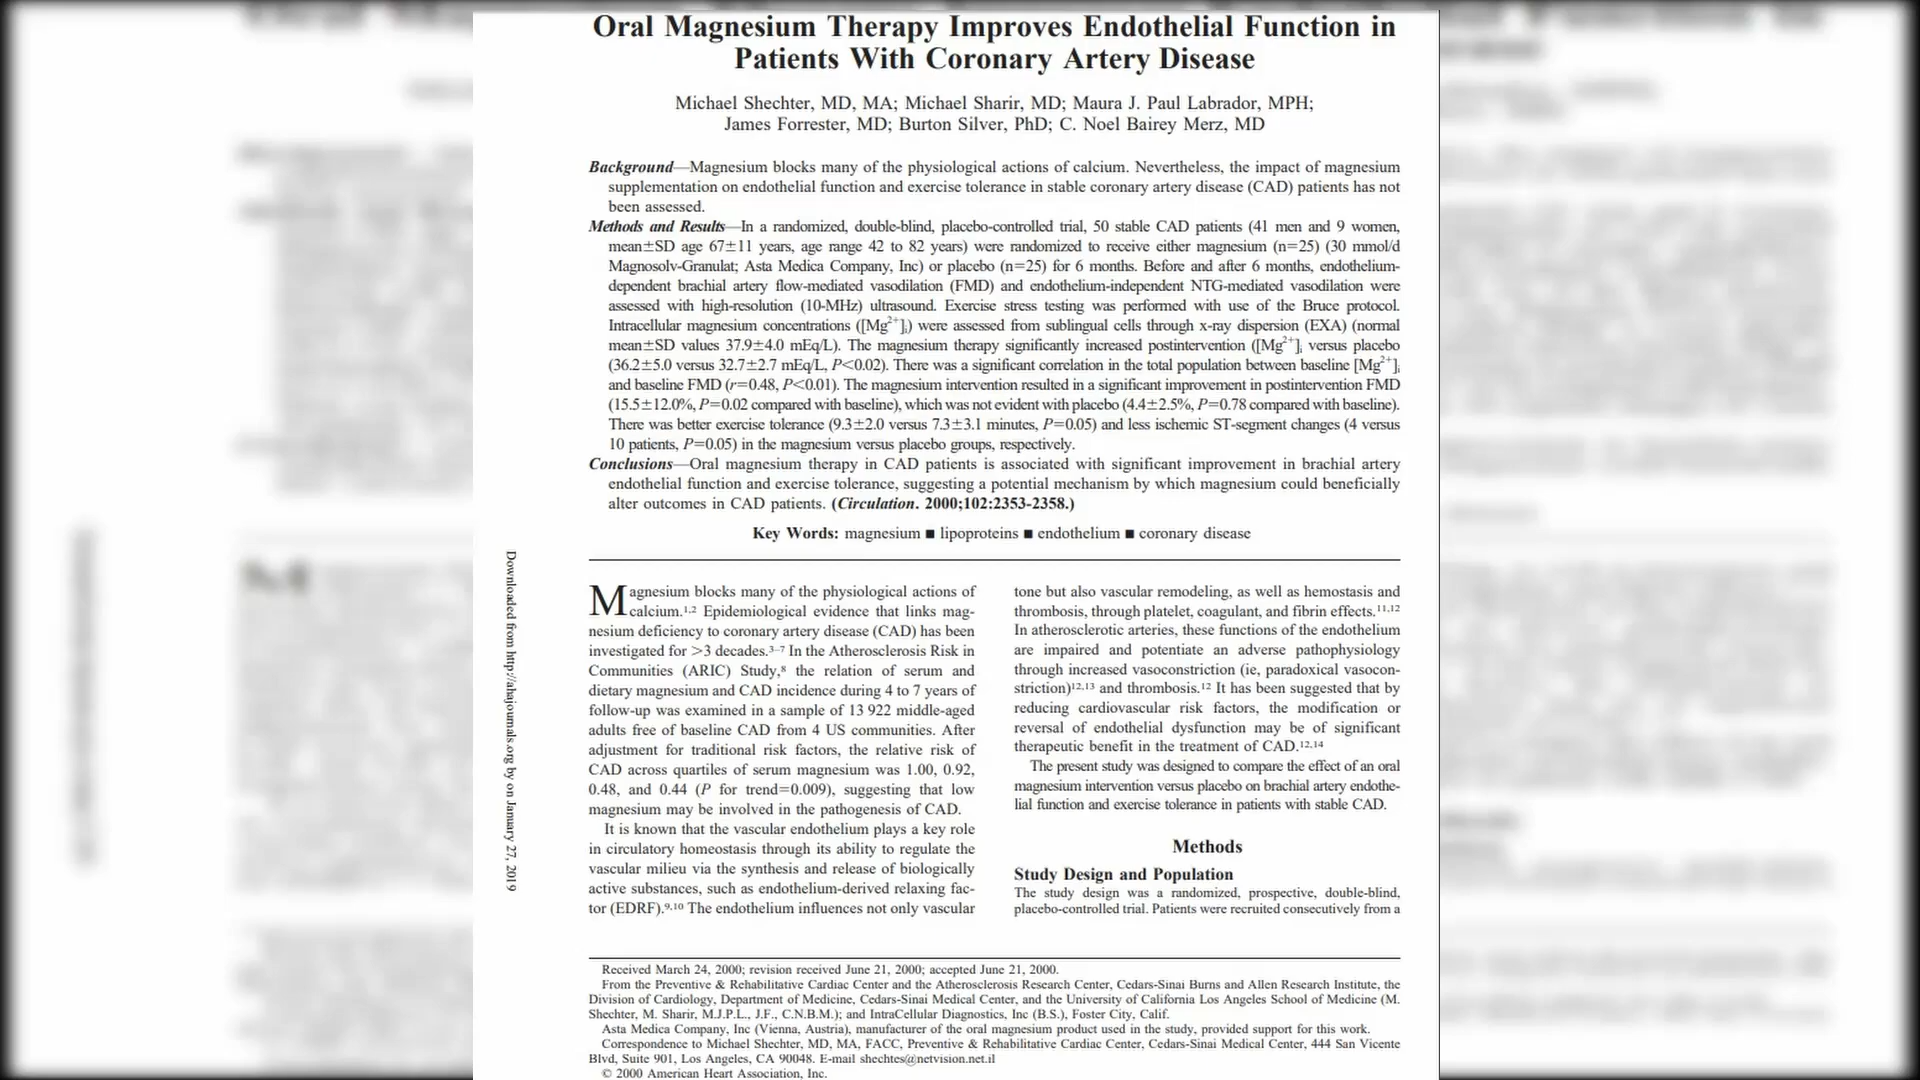 Oral Magnesium Therapy Improves Endothelial Function in
Patients With Coronary Artery Disease
Michael Shechter, MD, MA; Michael Sharir, MD; Maura J. Paul Labrador, MPH;
James Forrester, MD; Burton Silver, PhD; C. Noel Bairey Merz, MD
Background—Magnesium blocks many of the physiological actions of calcium. Nevertheless, the impact of magnesium
supplementation on endothelial function and exercise tolerance in stable coronary artery disease (CAD) patients has not
been assessed.
Methods and Results—In a randomized, double-blind, placebo-controlled trial, 50 stable CAD patients (41 men and 9 women,
mean±SD age 67±11 years, age range 42 to 82 years) were randomized to receive either magnesium (n=25) (30 mmol/d
Magnosolv-Granulat; Asta Medica Company, Inc) or placebo (n=25) for 6 months. Before and after 6 months, endothelium-
dependent brachial artery flow-mediated vasodilation (FMD) and endothelium-independent NTG-mediated vasodilation were
assessed with high-resolution (10-MHz) ultrasound. Exercise stress testing was performed with use of the Bruce protocol.
Intracellular magnesium concentrations ([Mg²⁺]ᵢ) were assessed from sublingual cells through x-ray dispersion (EXA) (normal
mean±SD values 37.9±4.0 mEq/L). The magnesium therapy significantly increased postintervention ([Mg²⁺]ᵢ versus placebo
(36.2±5.0 versus 32.7±2.7 mEq/L, P<0.02). There was a significant correlation in the total population between baseline [Mg²⁺]ᵢ
and baseline FMD (r=0.48, P<0.01). The magnesium intervention resulted in a significant improvement in postintervention FMD
(15.5±12.0%, P=0.02 compared with baseline), which was not evident with placebo (4.4±2.5%, P=0.78 compared with baseline).
There was better exercise tolerance (9.3±2.0 versus 7.3±3.1 minutes, P=0.05) and less ischemic ST-segment changes (4 versus
10 patients, P=0.05) in the magnesium versus placebo groups, respectively.
Conclusions—Oral magnesium therapy in CAD patients is associated with significant improvement in brachial artery
endothelial function and exercise tolerance, suggesting a potential mechanism by which magnesium could beneficially
alter outcomes in CAD patients. (Circulation. 2000;102:2353-2358.)
Key Words: magnesium ■ lipoproteins ■ endothelium ■ coronary disease
Magnesium blocks many of the physiological actions of
calcium.¹,² Epidemiological evidence that links mag-
nesium deficiency to coronary artery disease (CAD) has been
investigated for >3 decades.³⁻⁷ In the Atherosclerosis Risk in
Communities (ARIC) Study,⁸ the relation of serum and
dietary magnesium and CAD incidence during 4 to 7 years of
follow-up was examined in a sample of 13 922 middle-aged
adults free of baseline CAD from 4 US communities. After
adjustment for traditional risk factors, the relative risk of
CAD across quartiles of serum magnesium was 1.00, 0.92,
0.48, and 0.44 (P for trend=0.009), suggesting that low
magnesium may be involved in the pathogenesis of CAD.
It is known that the vascular endothelium plays a key role
in circulatory homeostasis through its ability to regulate the
vascular milieu via the synthesis and release of biologically
active substances, such as endothelium-derived relaxing fac-
tor (EDRF).⁹,¹⁰ The endothelium influences not only vascular
tone but also vascular remodeling, as well as hemostasis and
thrombosis, through platelet, coagulant, and fibrin effects.¹¹,¹²
In atherosclerotic arteries, these functions of the endothelium
are impaired and potentiate an adverse pathophysiology
through increased vasoconstriction (ie, paradoxical vasocon-
striction)¹²,¹³ and thrombosis.¹² It has been suggested that by
reducing cardiovascular risk factors, the modification or
reversal of endothelial dysfunction may be of significant
therapeutic benefit in the treatment of CAD.¹²,¹⁴
The present study was designed to compare the effect of an oral
magnesium intervention versus placebo on brachial artery endothe-
lial function and exercise tolerance in patients with stable CAD.
Methods
Study Design and Population
The study design was a randomized, prospective, double-blind,
placebo-controlled trial. Patients were recruited consecutively from a
Received March 24, 2000; revision received June 21, 2000; accepted June 21, 2000.
From the Preventive & Rehabilitative Cardiac Center and the Atherosclerosis Research Center, Cedars-Sinai Burns and Allen Research Institute, the
Division of Cardiology, Department of Medicine, Cedars-Sinai Medical Center, and the University of California Los Angeles School of Medicine (M.
Shechter, M. Sharir, M.J.P.L., J.F., C.N.B.M.); and IntraCellular Diagnostics, Inc (B.S.), Foster City, Calif.
Asta Medica Company, Inc (Vienna, Austria), manufacturer of the oral magnesium product used in the study, provided support for this work.
Correspondence to Michael Shechter, MD, MA, FACC, Preventive & Rehabilitative Cardiac Center, Cedars-Sinai Medical Center, 444 San Vicente
Blvd, Suite 901, Los Angeles, CA 90048. E-mail shechtes@netvision.net.il
© 2000 American Heart Association, Inc.
Downloaded from http://ahajournals.org by on January 27, 2019